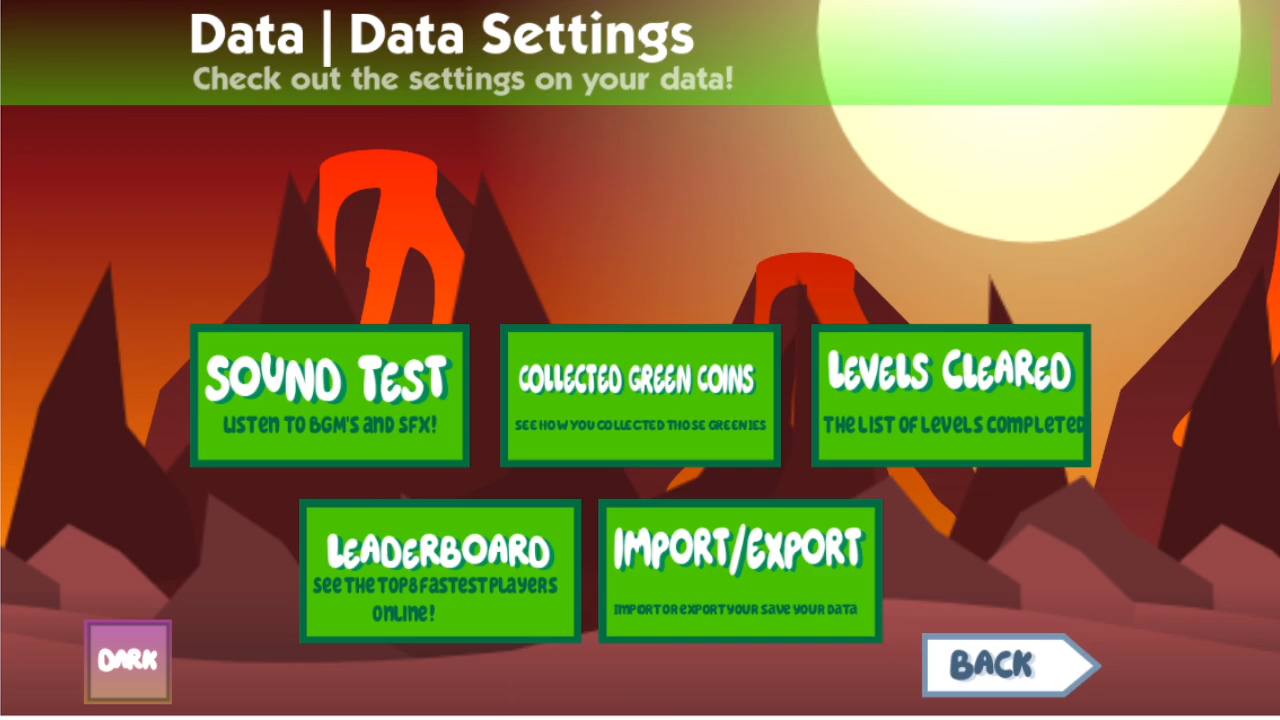 Data | Data Settings
Check out the settings on your data!
SOUND TEST
LISTEN TO BGM'S AND SFX!
COLLECTED GREEN COINS
SEE HOW YOU COLLECTED THOSE GREENIES
LEVELS CLEARED
THE LIST OF LEVELS COMPLETED
LEADERBOARD
SEE THE TOP 8 FASTEST PLAYERS
ONLINE!
IMPORT/EXPORT
IMPORT OR EXPORT YOUR SAVE YOUR DATA
DARK
BACK